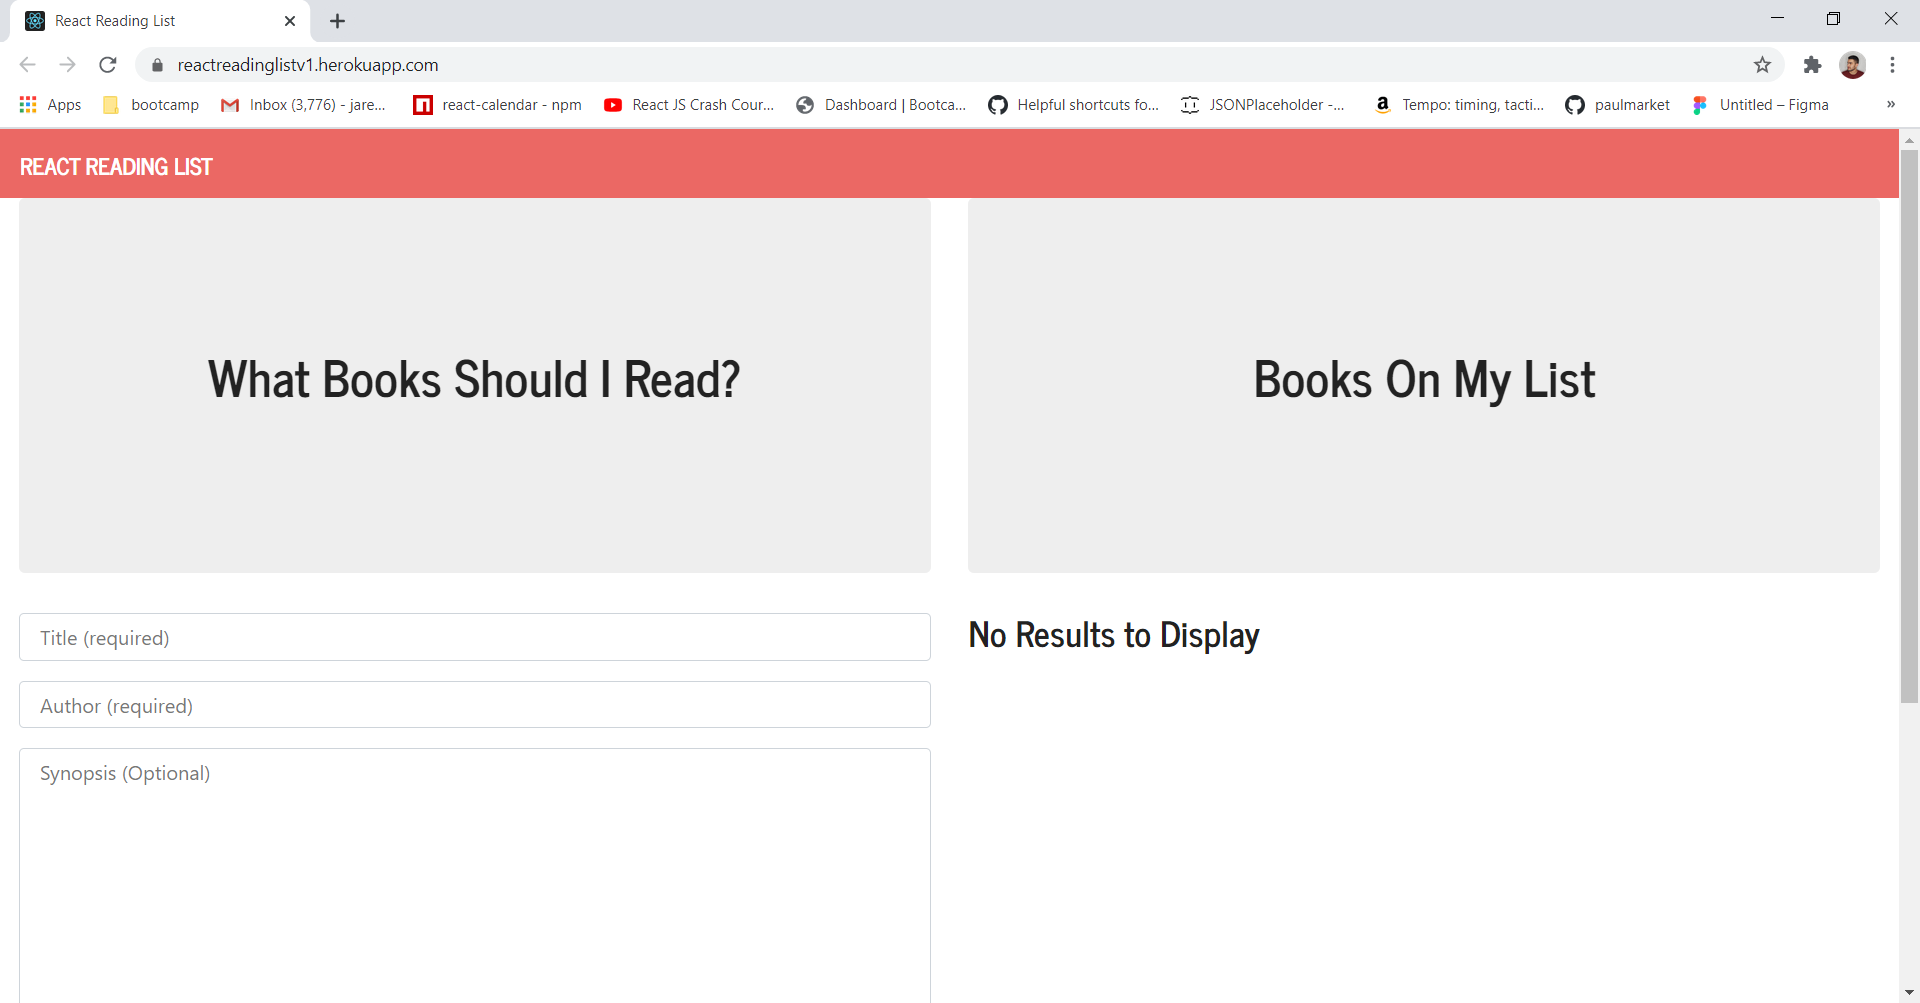 React Reading List
reactreadinglistv1.herokuapp.com
Apps bootcamp Inbox (3,776) - jare... react-calendar - npm React JS Crash Cour... Dashboard | Bootca... Helpful shortcuts fo... JSONPlaceholder -... Tempo: timing, tacti... paulmarket Untitled – Figma »
REACT READING LIST
What Books Should I Read?
Books On My List
Title (required)
No Results to Display
Author (required)
Synopsis (Optional)